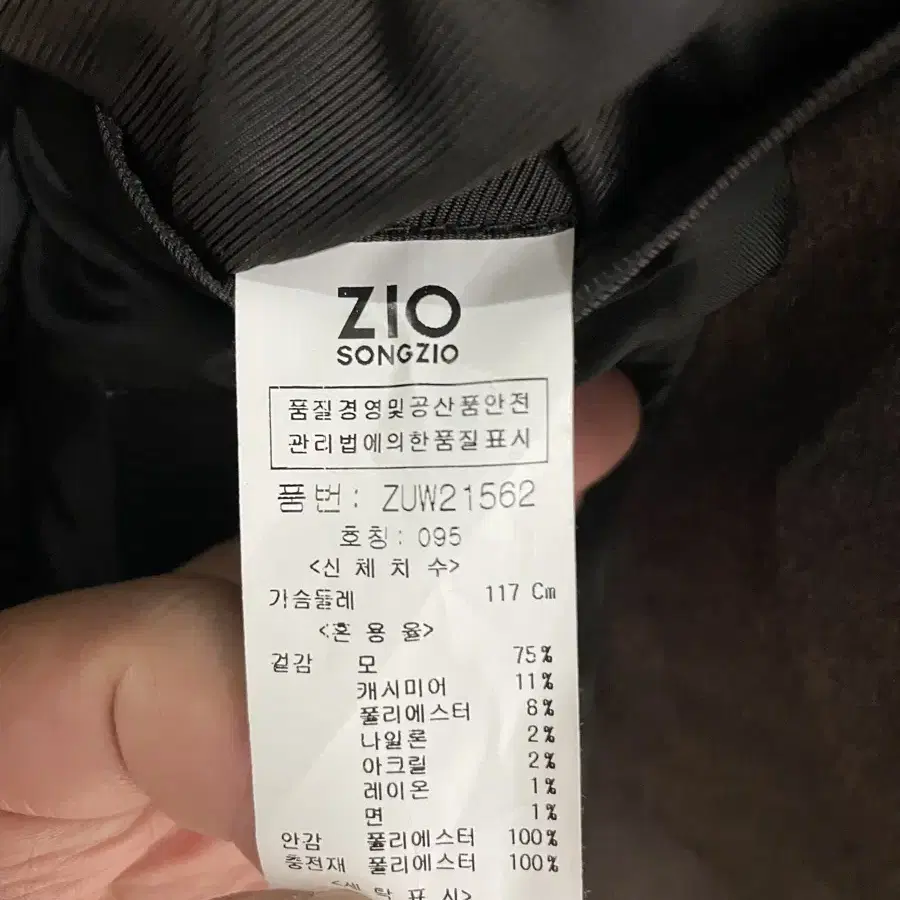 ZIO
SONGZIO
품질경영및공산품안전
관리법에의한품질표시
품번: ZUW21562
호칭: 095
<신체치수>
가슴둘레 117 Cm
<혼용율>
겉감 모 75%
캐시미어 11%
폴리에스터 8%
나일론 2%
아크릴 2%
레이온 1%
면 1%
안감 폴리에스터 100%
충전재 폴리에스터 100%
<세탁표시>